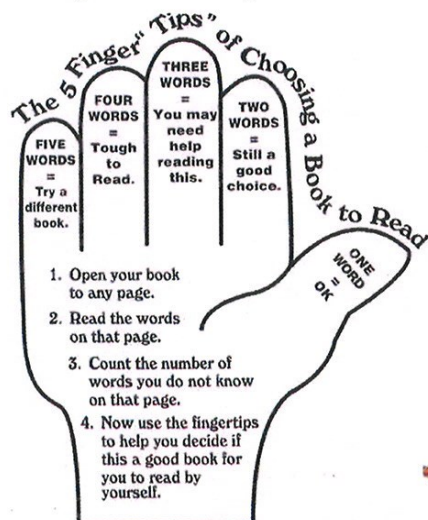 The 5 Finger "Tips" of Choosing a Book to Read
FIVE
WORDS
=
Try a
different
book.
FOUR
WORDS
=
Tough
to
Read.
THREE
WORDS
=
You may
need
help
reading
this.
TWO
WORDS
=
Still a
good
choice.
ONE
WORD
=
OK
1. Open your book
to any page.
2. Read the words
on that page.
3. Count the number of
words you do not know
on that page.
4. Now use the fingertips
to help you decide if
this a good book for
you to read by
yourself.